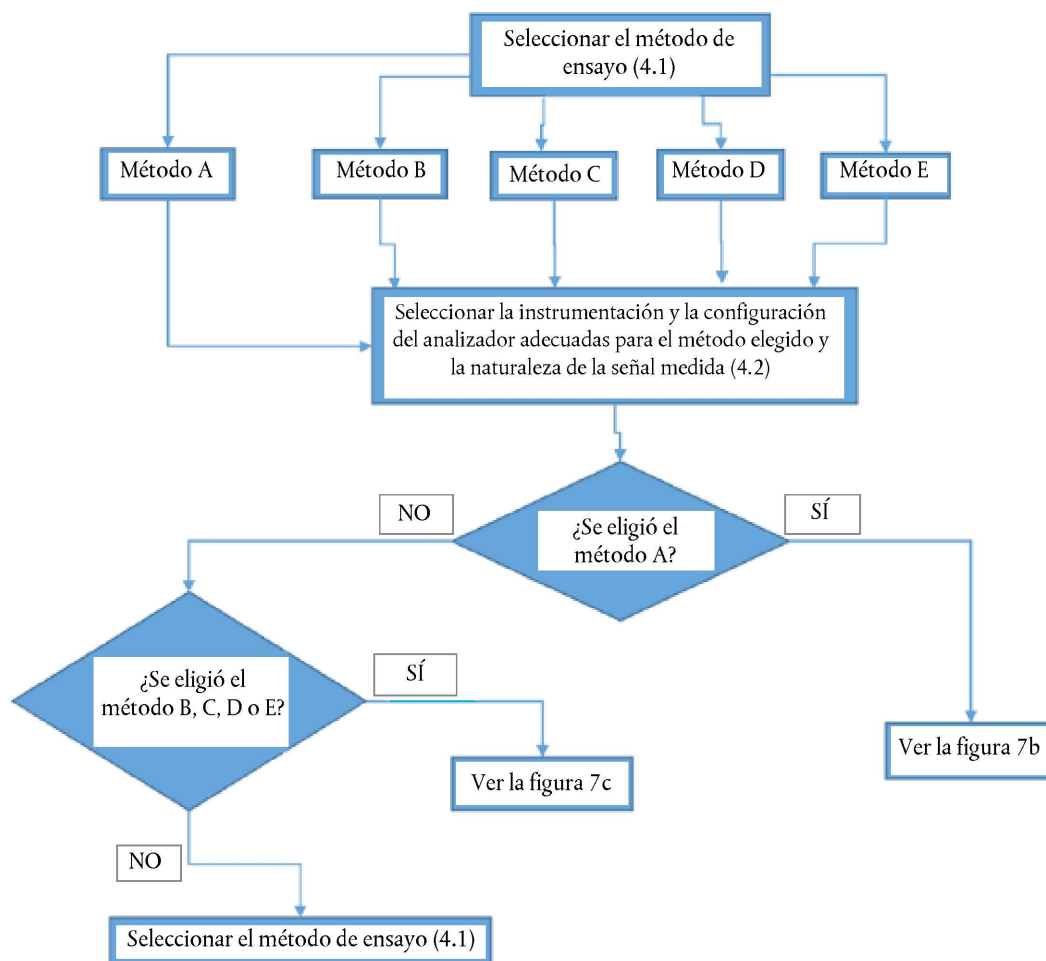 Seleccionar el método de
ensayo (4.1)
Método A
Método B
Método C
Método D
Método E
Seleccionar la instrumentación y la configuración
del analizador adecuadas para el método elegido y
la naturaleza de la señal medida (4.2)
NO
¿Se eligió el
método A?
SÍ
¿Se eligió el
método B, C, D o E?
SÍ
Ver la figura 7c
Ver la figura 7b
NO
Seleccionar el método de ensayo (4.1)